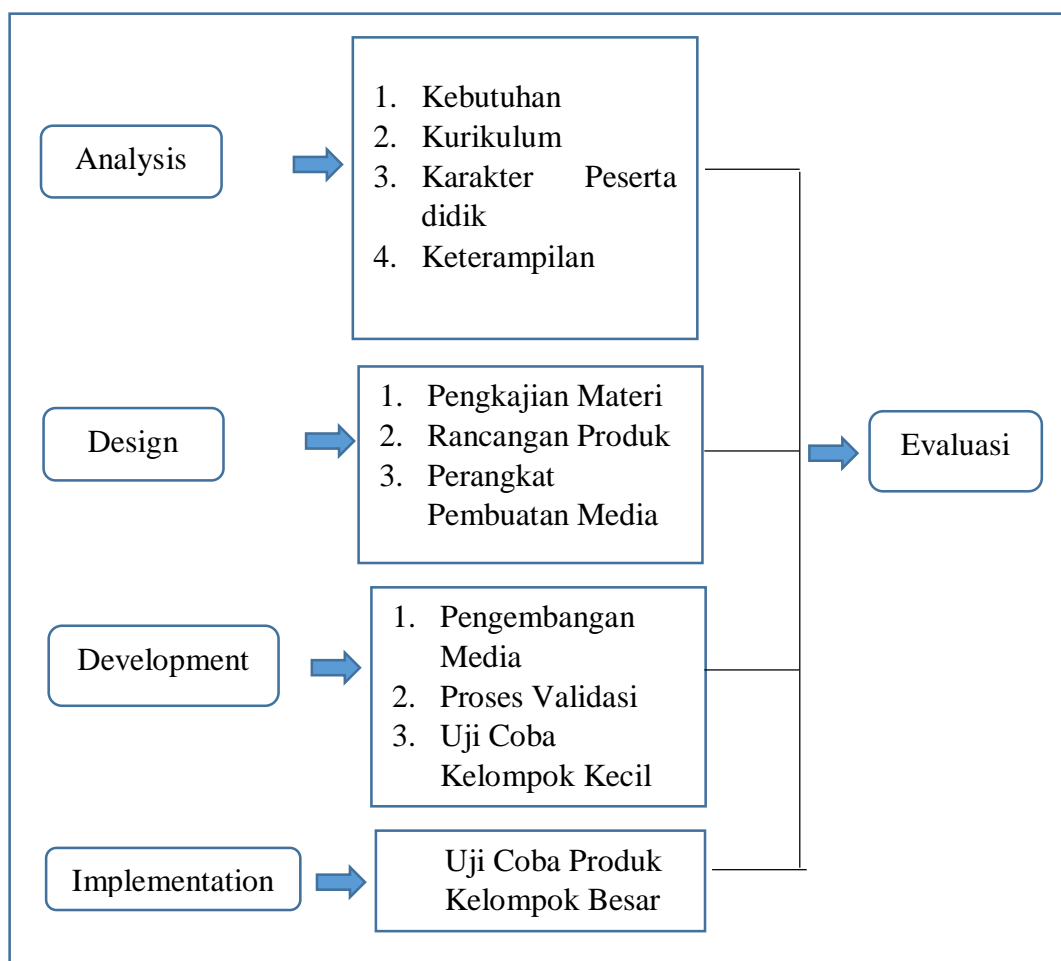 Analysis
1. Kebutuhan
2. Kurikulum
3. Karakter Peserta
didik
4. Keterampilan
Design
1. Pengkajian Materi
2. Rancangan Produk
3. Perangkat
Pembuatan Media
Evaluasi
Development
1. Pengembangan
Media
2. Proses Validasi
3. Uji Coba
Kelompok Kecil
Implementation
Uji Coba Produk
Kelompok Besar